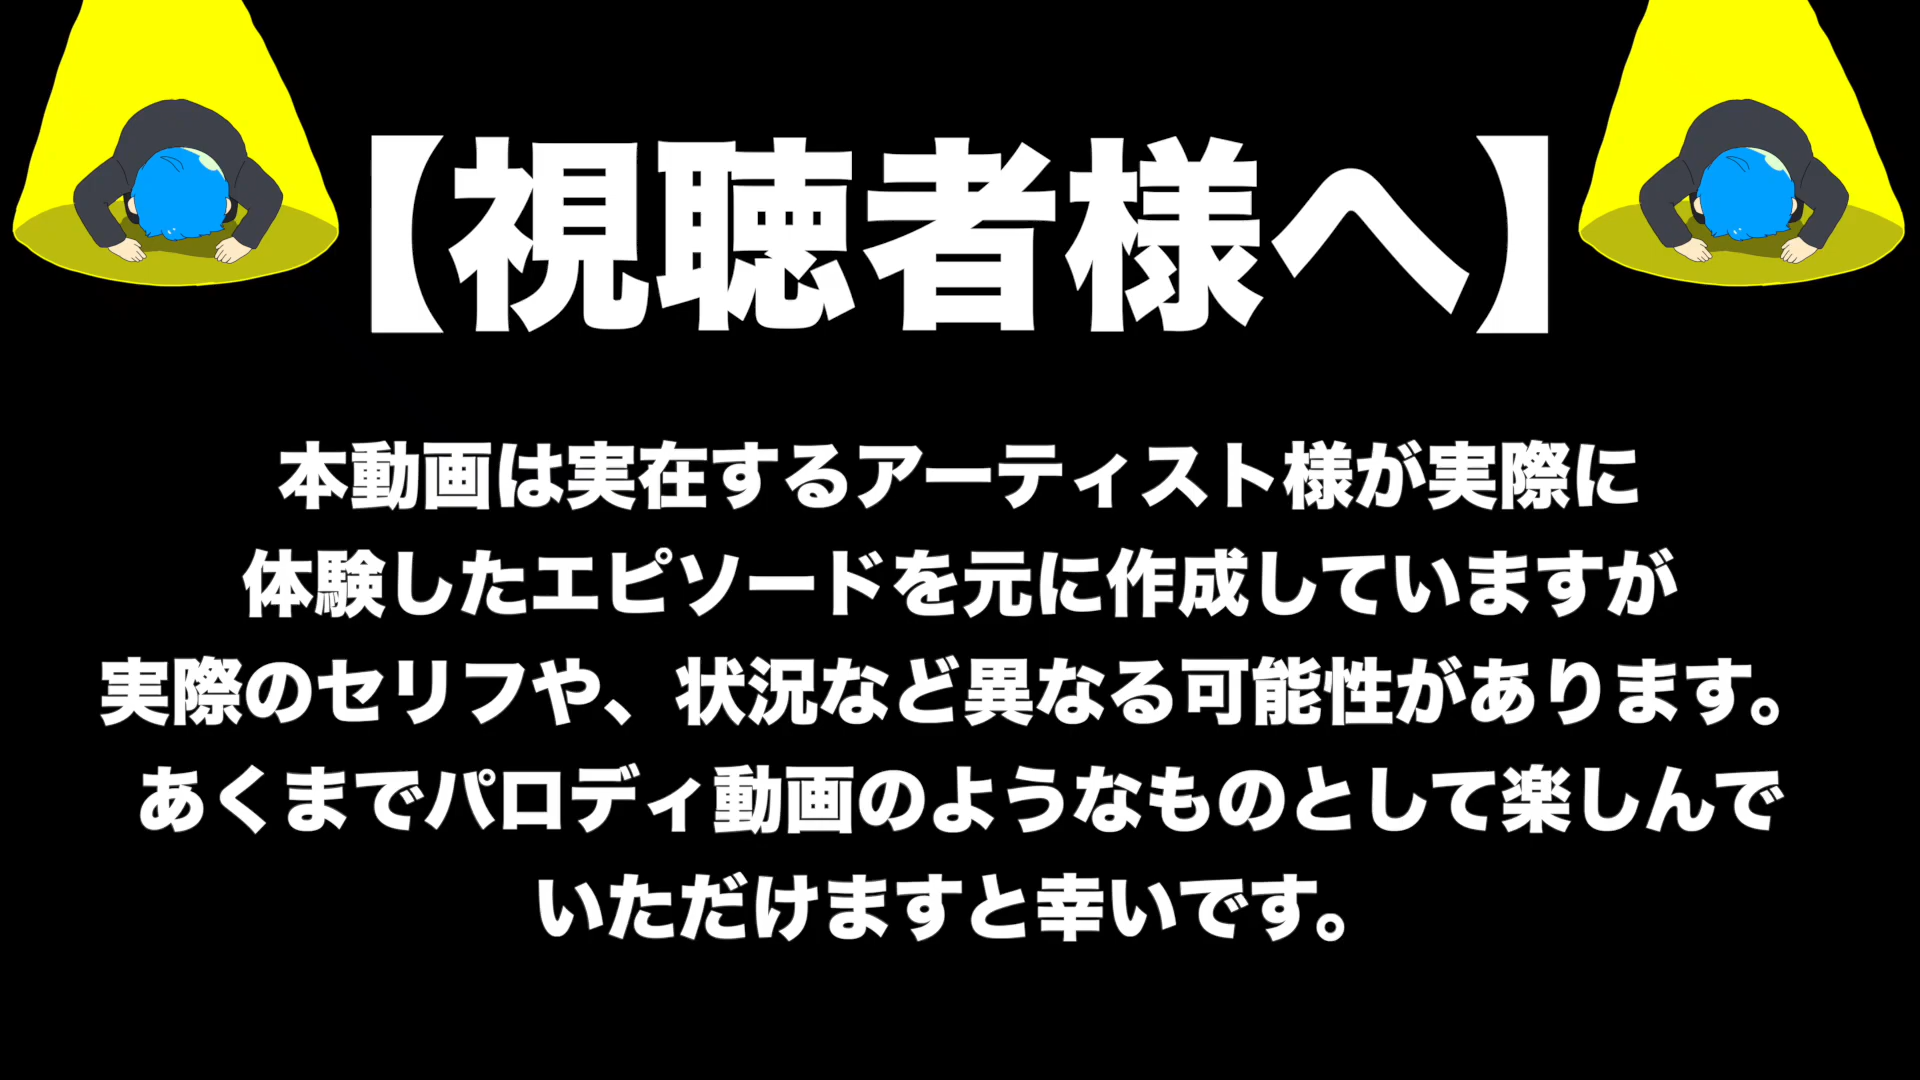 【視聴者様へ】
本動画は実在するアーティスト様が実際に
体験したエピソードを元に作成していますが
実際のセリフや、状況など異なる可能性があります。
あくまでパロディ動画のようなものとして楽しんで
いただけますと幸いです。